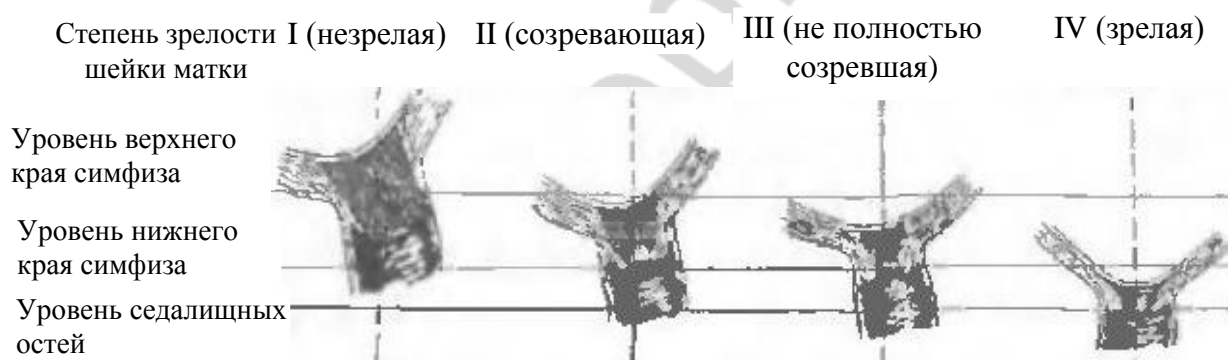 Степень зрелости I (незрелая) II (созревающая) III (не полностью IV (зрелая)
шейки матки созревшая)
Уровень верхнего
края симфиза
Уровень нижнего
края симфиза
Уровень седалищных
остей